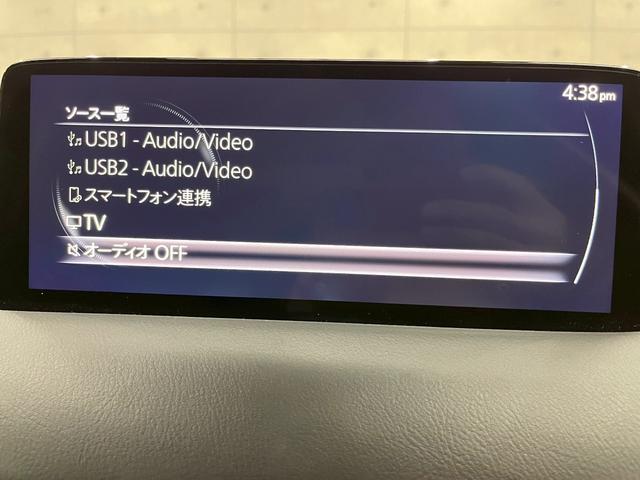 4:38pm
ソース一覧
USB1 - Audio/Video
USB2 - Audio/Video
スマートフォン連携
TV
オーディオ OFF